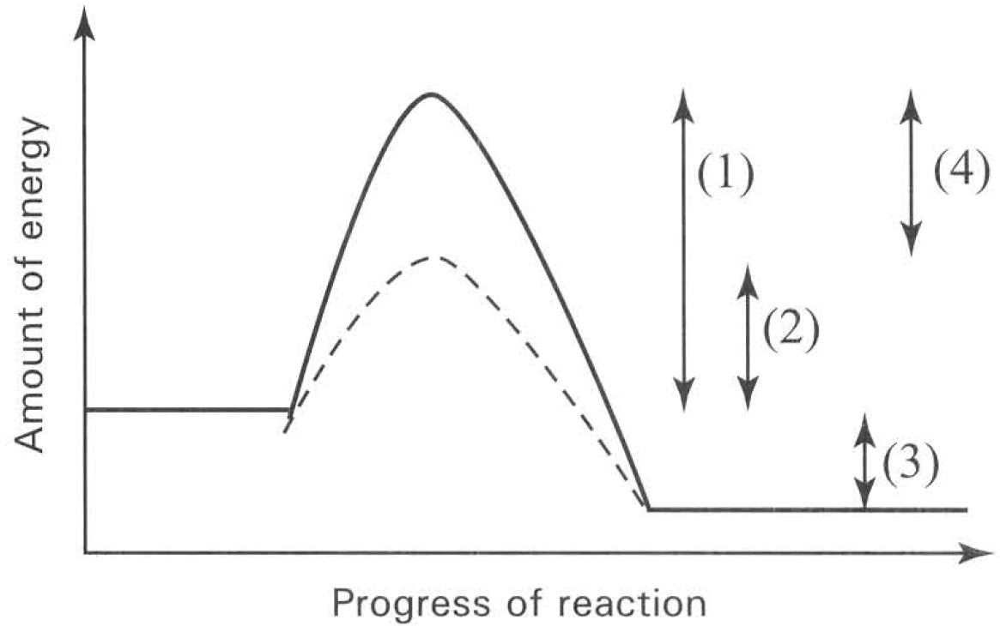 Amount of energy
(1)
(4)
(2)
(3)
Progress of reaction